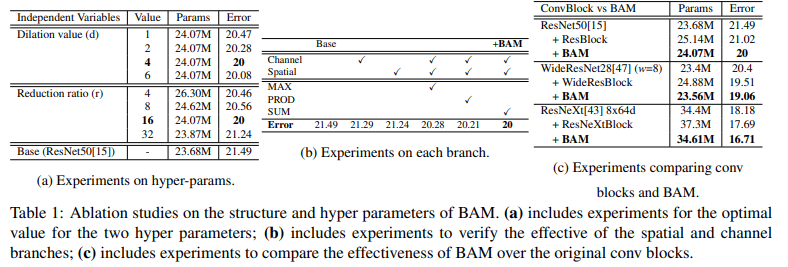 Independent Variables Value Params Error
Dilation value (d) 1 24.07M 20.47
2 24.07M 20.28
4 24.07M 20
6 24.07M 20.08
Reduction ratio (r) 4 26.30M 20.46
8 24.62M 20.56
16 24.07M 20
32 23.87M 21.24
Base (ResNet50[15]) - 23.68M 21.49
(a) Experiments on hyper-params.
Base +BAM
Channel ✓ ✓ ✓ ✓
Spatial ✓ ✓ ✓ ✓
MAX ✓
PROD ✓
SUM ✓
Error 21.49 21.29 21.24 20.28 20.21 20
(b) Experiments on each branch.
ConvBlock vs BAM Params Error
ResNet50[15] 23.68M 21.49
+ ResBlock 25.14M 21.02
+ BAM 24.07M 20
WideResNet28[47] (w=8) 23.4M 20.4
+ WideResBlock 24.88M 19.51
+ BAM 23.56M 19.06
ResNeXt[43] 8x64d 34.4M 18.18
+ ResNeXtBlock 37.3M 17.69
+ BAM 34.61M 16.71
(c) Experiments comparing conv
blocks and BAM.
Table 1: Ablation studies on the structure and hyper parameters of BAM. (a) includes experiments for the optimal
value for the two hyper parameters; (b) includes experiments to verify the effective of the spatial and channel
branches; (c) includes experiments to compare the effectiveness of BAM over the original conv blocks.